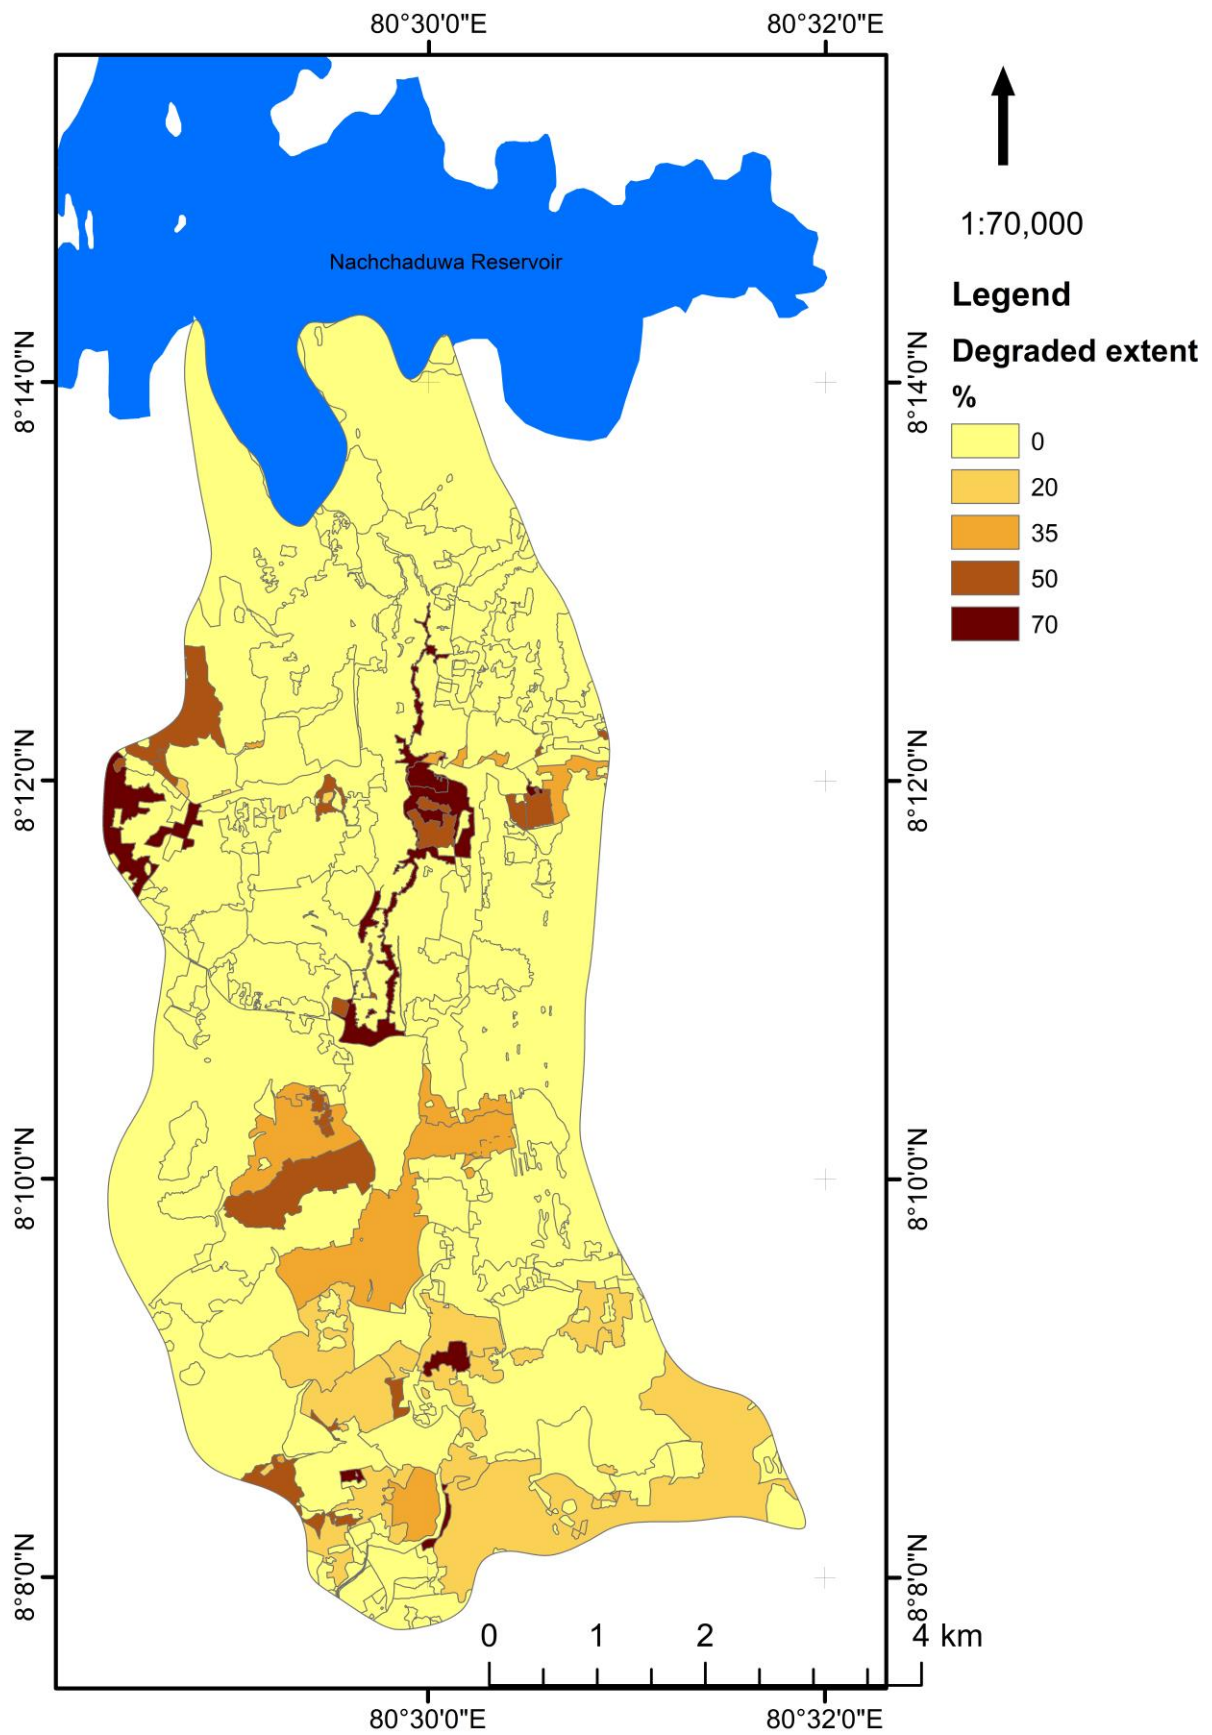 80°30'0"E
80°32'0"E
1:70,000
Nachchaduwa Reservoir
Legend
Degraded extent
%
8°14'0"N
8°14'0"N
0
20
35
50
70
8°12'0"N
8°12'0"N
8°10'0"N
8°10'0"N
8°8'0"N
8°8'0"N
0 1 2 4 km
80°30'0"E
80°32'0"E